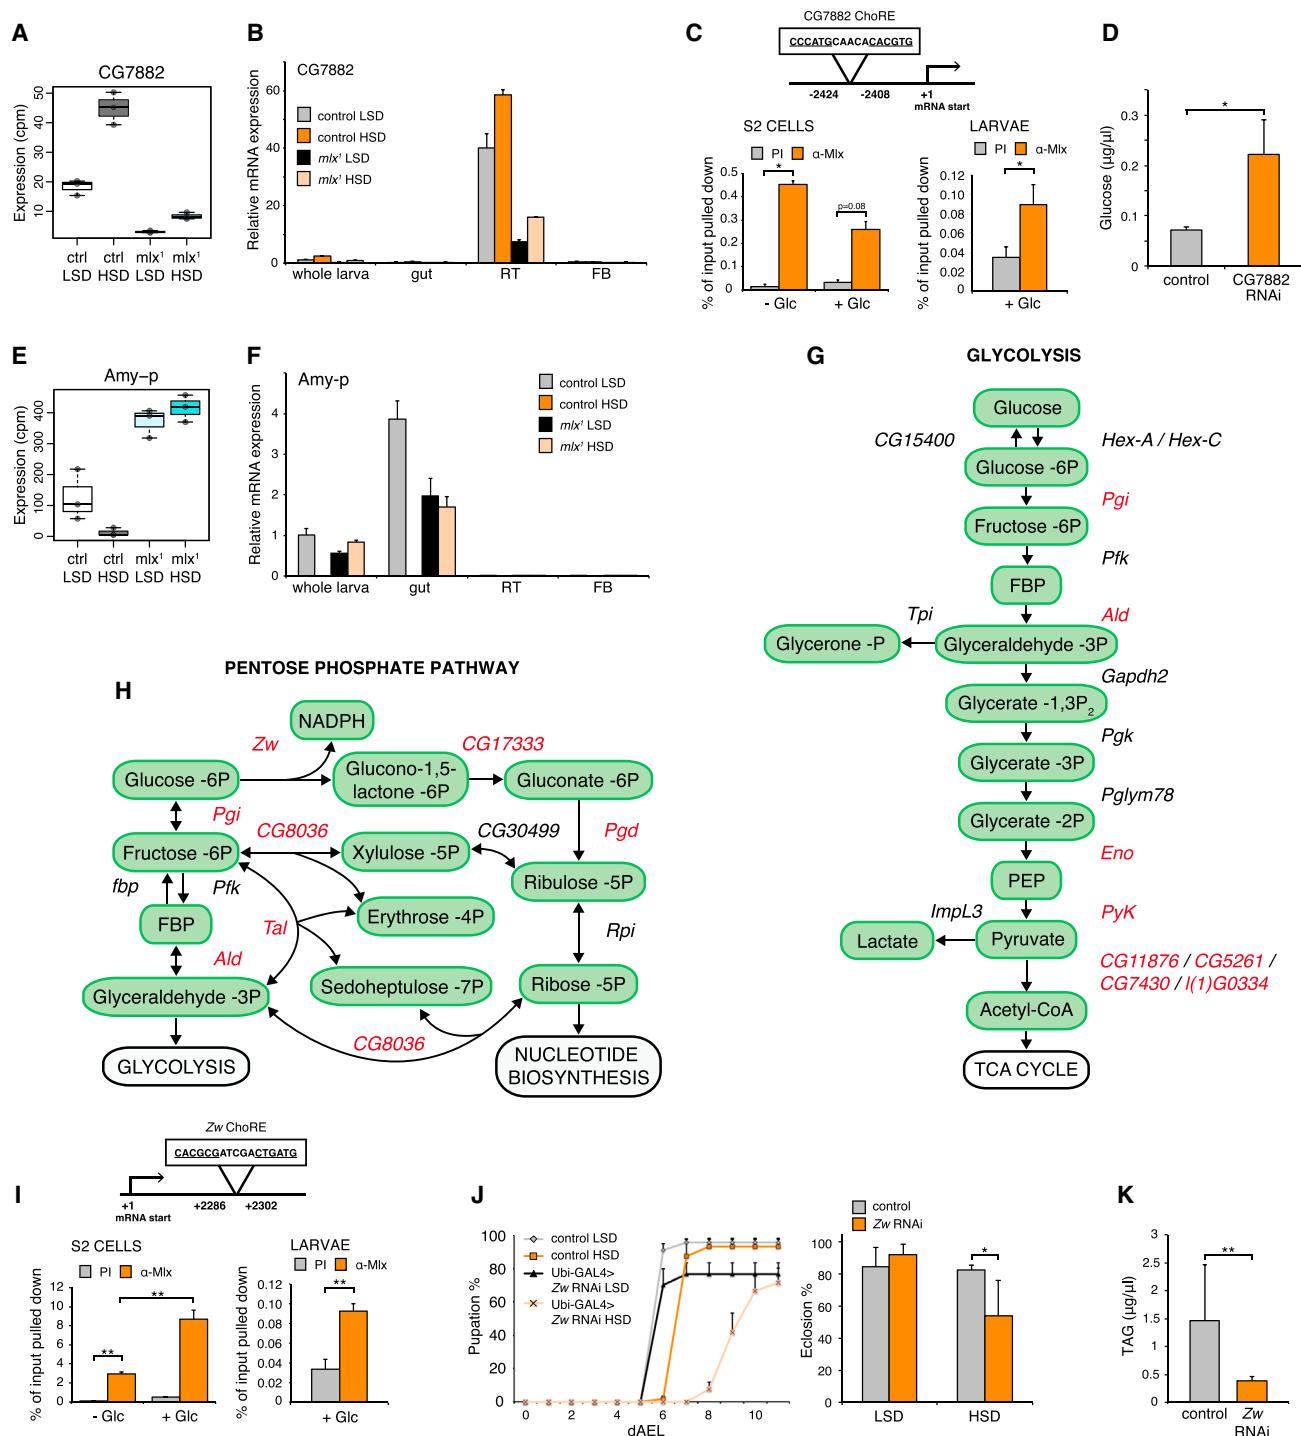 A
CG7882
Expression (cpm)
50
40
30
20
10
ctrl LSD
ctrl HSD
mlx¹ LSD
mlx¹ HSD
B
CG7882
Relative mRNA expression
60
40
20
0
control LSD
control HSD
mlx¹ LSD
mlx¹ HSD
whole larva
gut
RT
FB
C
CG7882 ChoRE
CCCATGCAACACACGTG
-2424
-2408
+1
mRNA start
S2 CELLS
PI
α-Mlx
% of input pulled down
0.5
0.4
0.3
0.2
0.1
0
*
p=0.08
- Glc
+ Glc
LARVAE
PI
α-Mlx
*
% of input pulled down
0.12
0.10
0.08
0.06
0.04
0.02
0.00
+ Glc
D
Glucose (µg/µl)
0.3
0.2
0.1
0
*
control
CG7882 RNAi
E
Amy-p
Expression (cpm)
400
300
200
100
0
ctrl LSD
ctrl HSD
mlx¹ LSD
mlx¹ HSD
F
Amy-p
Relative mRNA expression
4
3
2
1
0
control LSD
control HSD
mlx¹ LSD
mlx¹ HSD
whole larva
gut
RT
FB
G
GLYCOLYSIS
Glucose
CG15400
Hex-A / Hex-C
Glucose -6P
Pgi
Fructose -6P
Pfk
FBP
Ald
Tpi
Glycerone -P
Glyceraldehyde -3P
Gapdh2
Glycerate -1,3P2
Pgk
Glycerate -3P
Pglym78
Glycerate -2P
Eno
PEP
PyK
ImpL3
Lactate
Pyruvate
CG11876 / CG5261 /
CG7430 / l(1)G0334
Acetyl-CoA
TCA CYCLE
PENTOSE PHOSPHATE PATHWAY
H
NADPH
Zw
CG17333
Glucose -6P
Glucono-1,5-
lactone -6P
Gluconate -6P
Pgi
CG8036
CG30499
Pgd
Fructose -6P
Xylulose -5P
Ribulose -5P
fbp
Pfk
FBP
Tal
Erythrose -4P
Rpi
Ald
Glyceraldehyde -3P
Sedoheptulose -7P
Ribose -5P
CG8036
GLYCOLYSIS
NUCLEOTIDE
BIOSYNTHESIS
I
Zw ChoRE
CACGCGATCGACTGATG
+1
mRNA start
+2286
+2302
S2 CELLS
PI
α-Mlx
% of input pulled down
12
10
8
6
4
2
0
**
**
- Glc
+ Glc
LARVAE
PI
α-Mlx
**
% of input pulled down
0.12
0.10
0.08
0.06
0.04
0.02
0.00
+ Glc
J
Pupation %
100
80
60
40
20
0
control LSD
control HSD
Ubi-GAL4>
Zw RNAi LSD
Ubi-GAL4>
Zw RNAi HSD
0
2
4
6
8
10
dAEL
control
Zw RNAi
Eclosion %
100
80
60
80
20
0
*
LSD
HSD
K
TAG (µg/µl)
3
2.5
2
1.5
1
0.5
0
**
control
Zw RNAi